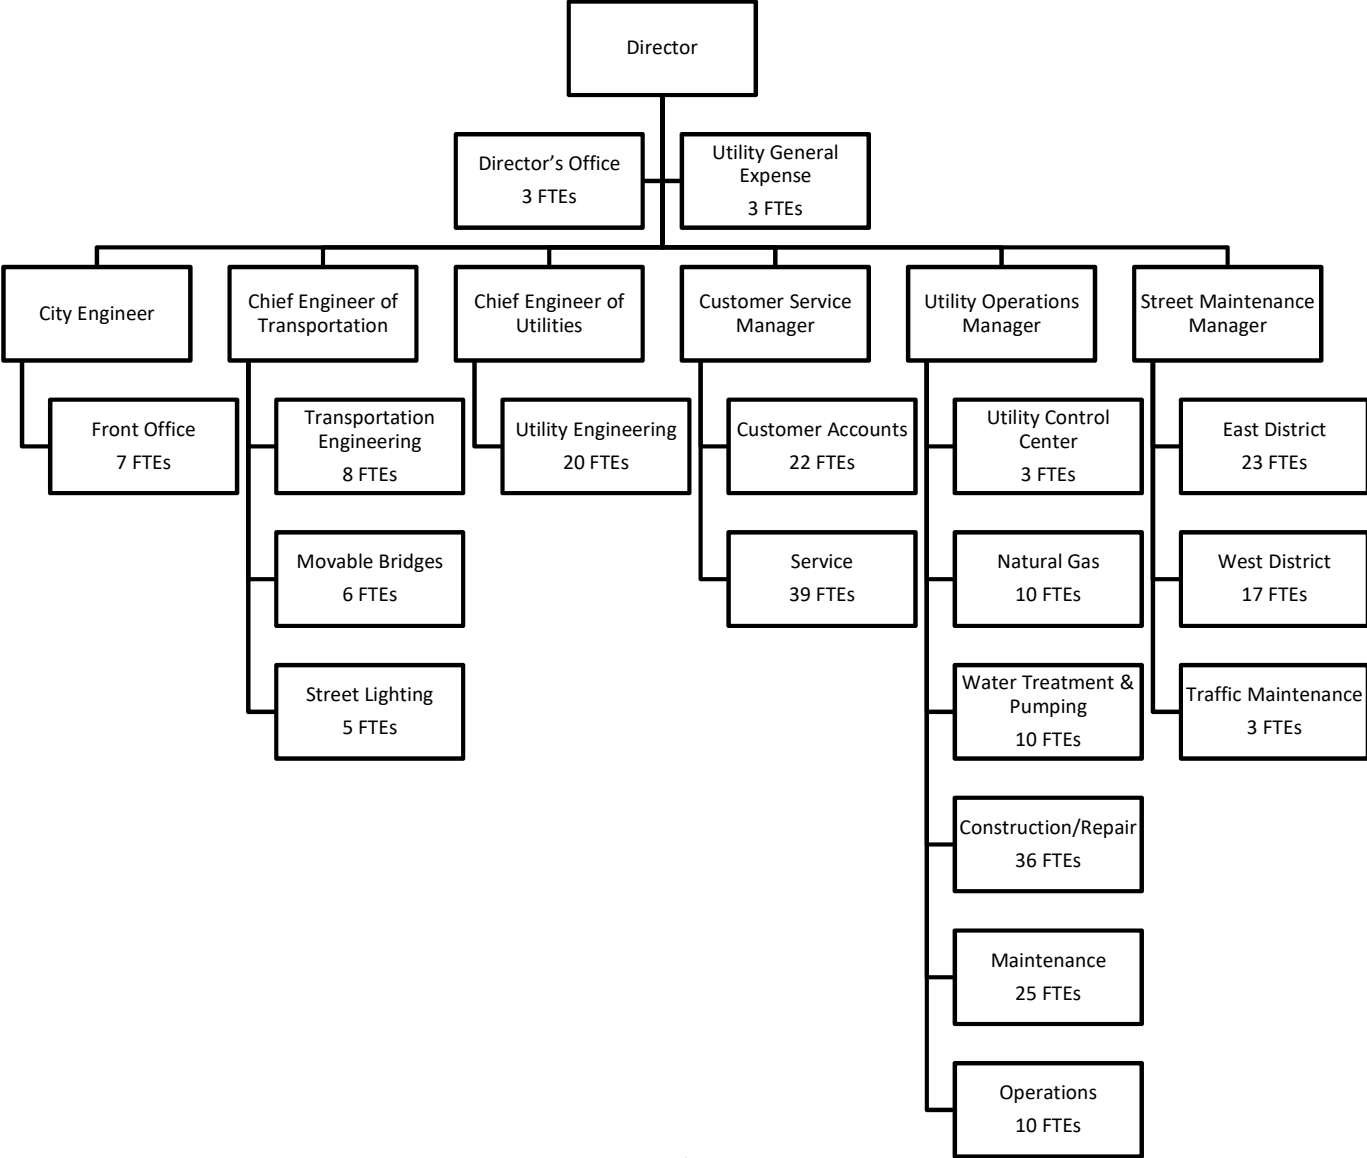 Director
Director’s Office
3 FTEs
Utility General
Expense
3 FTEs
City Engineer
Chief Engineer of
Transportation
Chief Engineer of
Utilities
Customer Service
Manager
Utility Operations
Manager
Street Maintenance
Manager
Front Office
7 FTEs
Transportation
Engineering
8 FTEs
Movable Bridges
6 FTEs
Street Lighting
5 FTEs
Utility Engineering
20 FTEs
Customer Accounts
22 FTEs
Service
39 FTEs
Utility Control
Center
3 FTEs
Natural Gas
10 FTEs
Water Treatment &
Pumping
10 FTEs
Construction/Repair
36 FTEs
Maintenance
25 FTEs
Operations
10 FTEs
East District
23 FTEs
West District
17 FTEs
Traffic Maintenance
3 FTEs